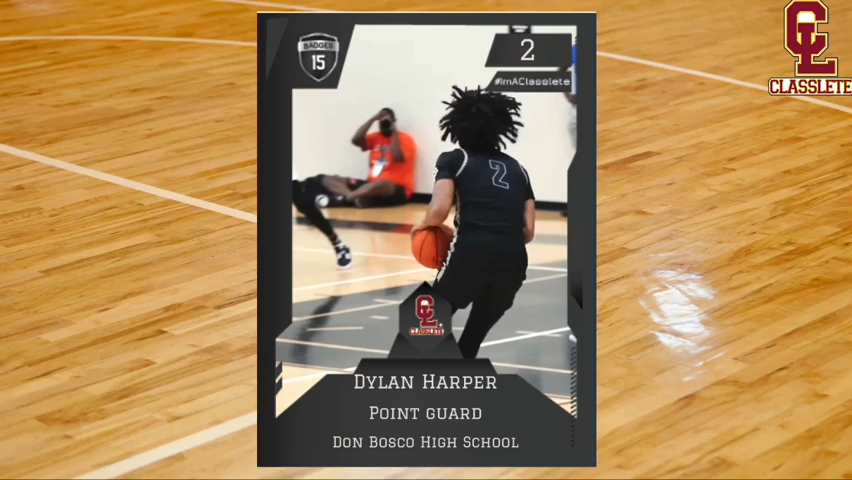 BADGES
15
2
#ImAClasslete
CL
CLASSLETE
2
CL
CLASSLETE
Dylan Harper
Point guard
Don Bosco High School